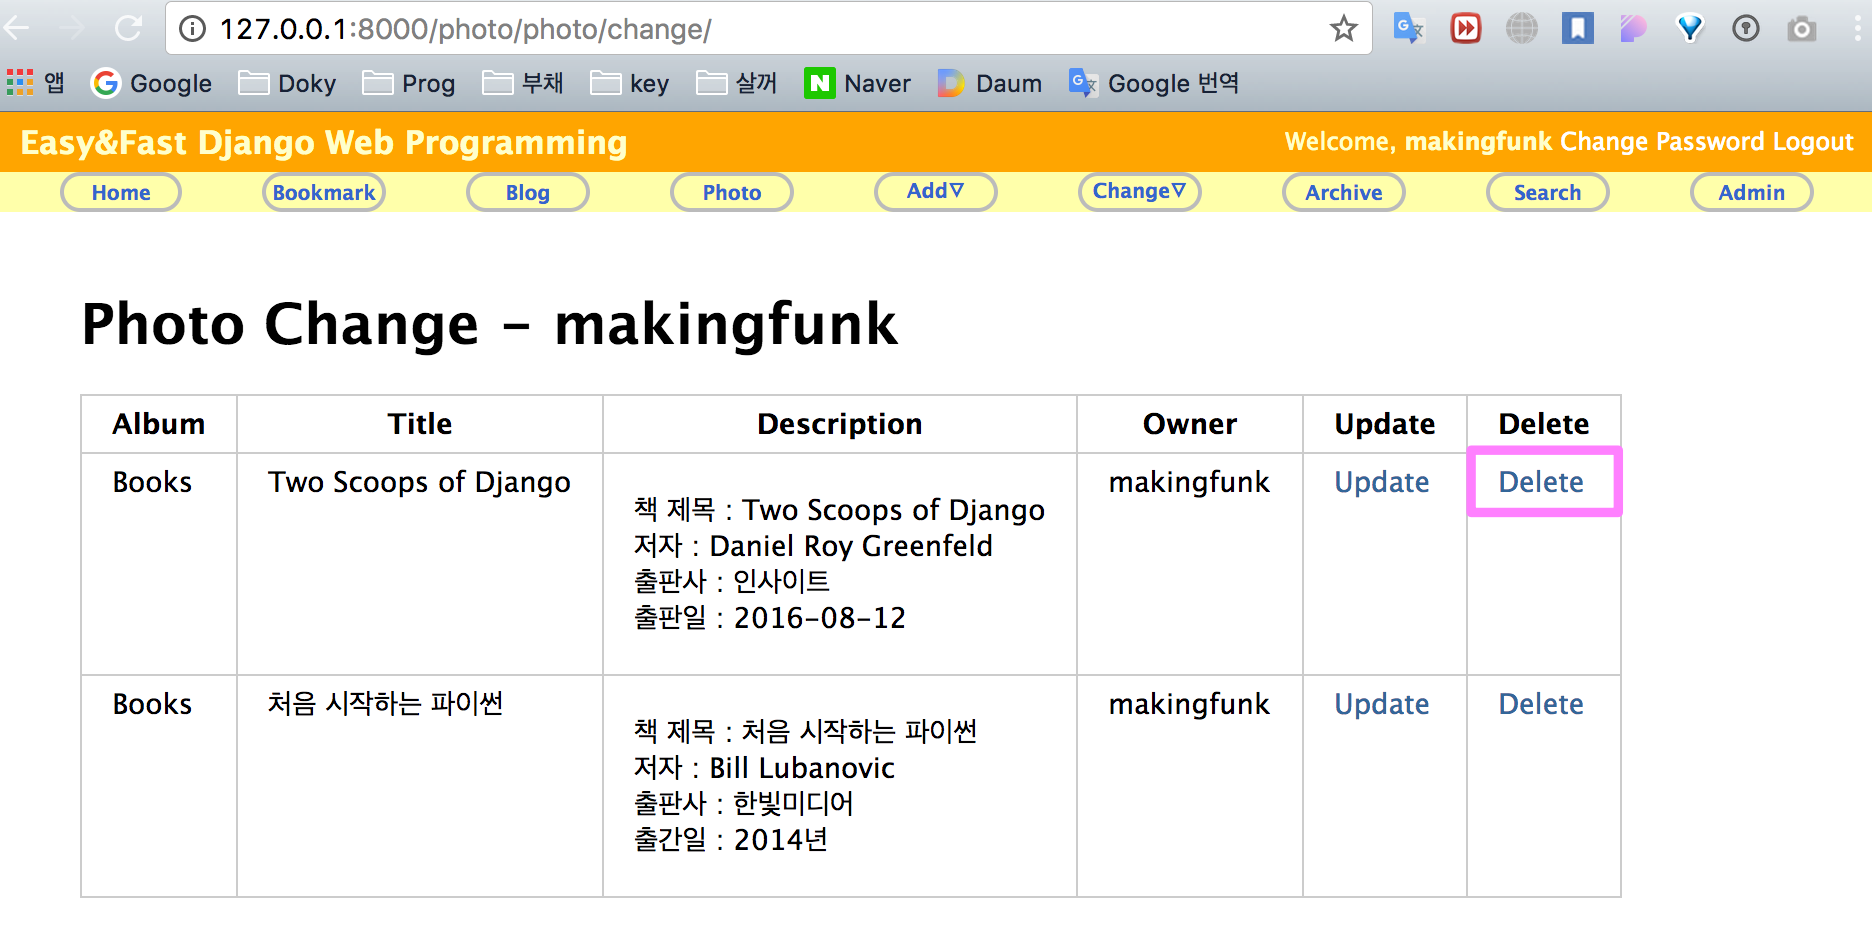 127.0.0.1:8000/photo/photo/change/
앱 Google Doky Prog 부채 key 살꺼 Naver Daum Google 번역
Easy&Fast Django Web Programming Welcome, makingfunk Change Password Logout
Home Bookmark Blog Photo Add▽ Change▽ Archive Search Admin
Photo Change - makingfunk
Album Title Description Owner Update Delete
Books Two Scoops of Django makingfunk Update Delete
책 제목 : Two Scoops of Django
저자 : Daniel Roy Greenfeld
출판사 : 인사이트
출판일 : 2016-08-12
Books 처음 시작하는 파이썬 makingfunk Update Delete
책 제목 : 처음 시작하는 파이썬
저자 : Bill Lubanovic
출판사 : 한빛미디어
출간일 : 2014년